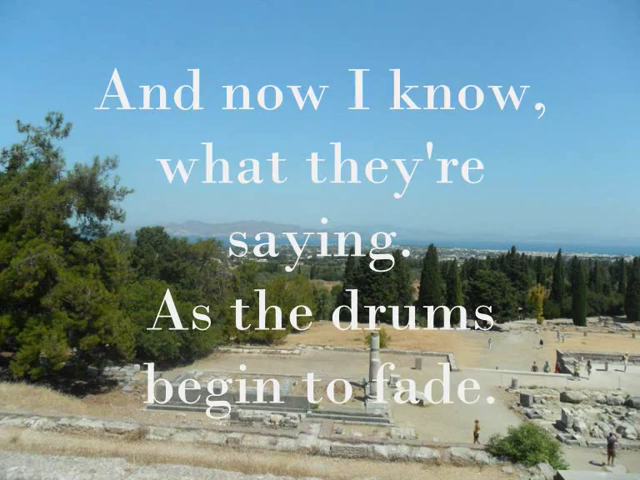 And now I know,
what they're
saying.
As the drums
begin to fade.